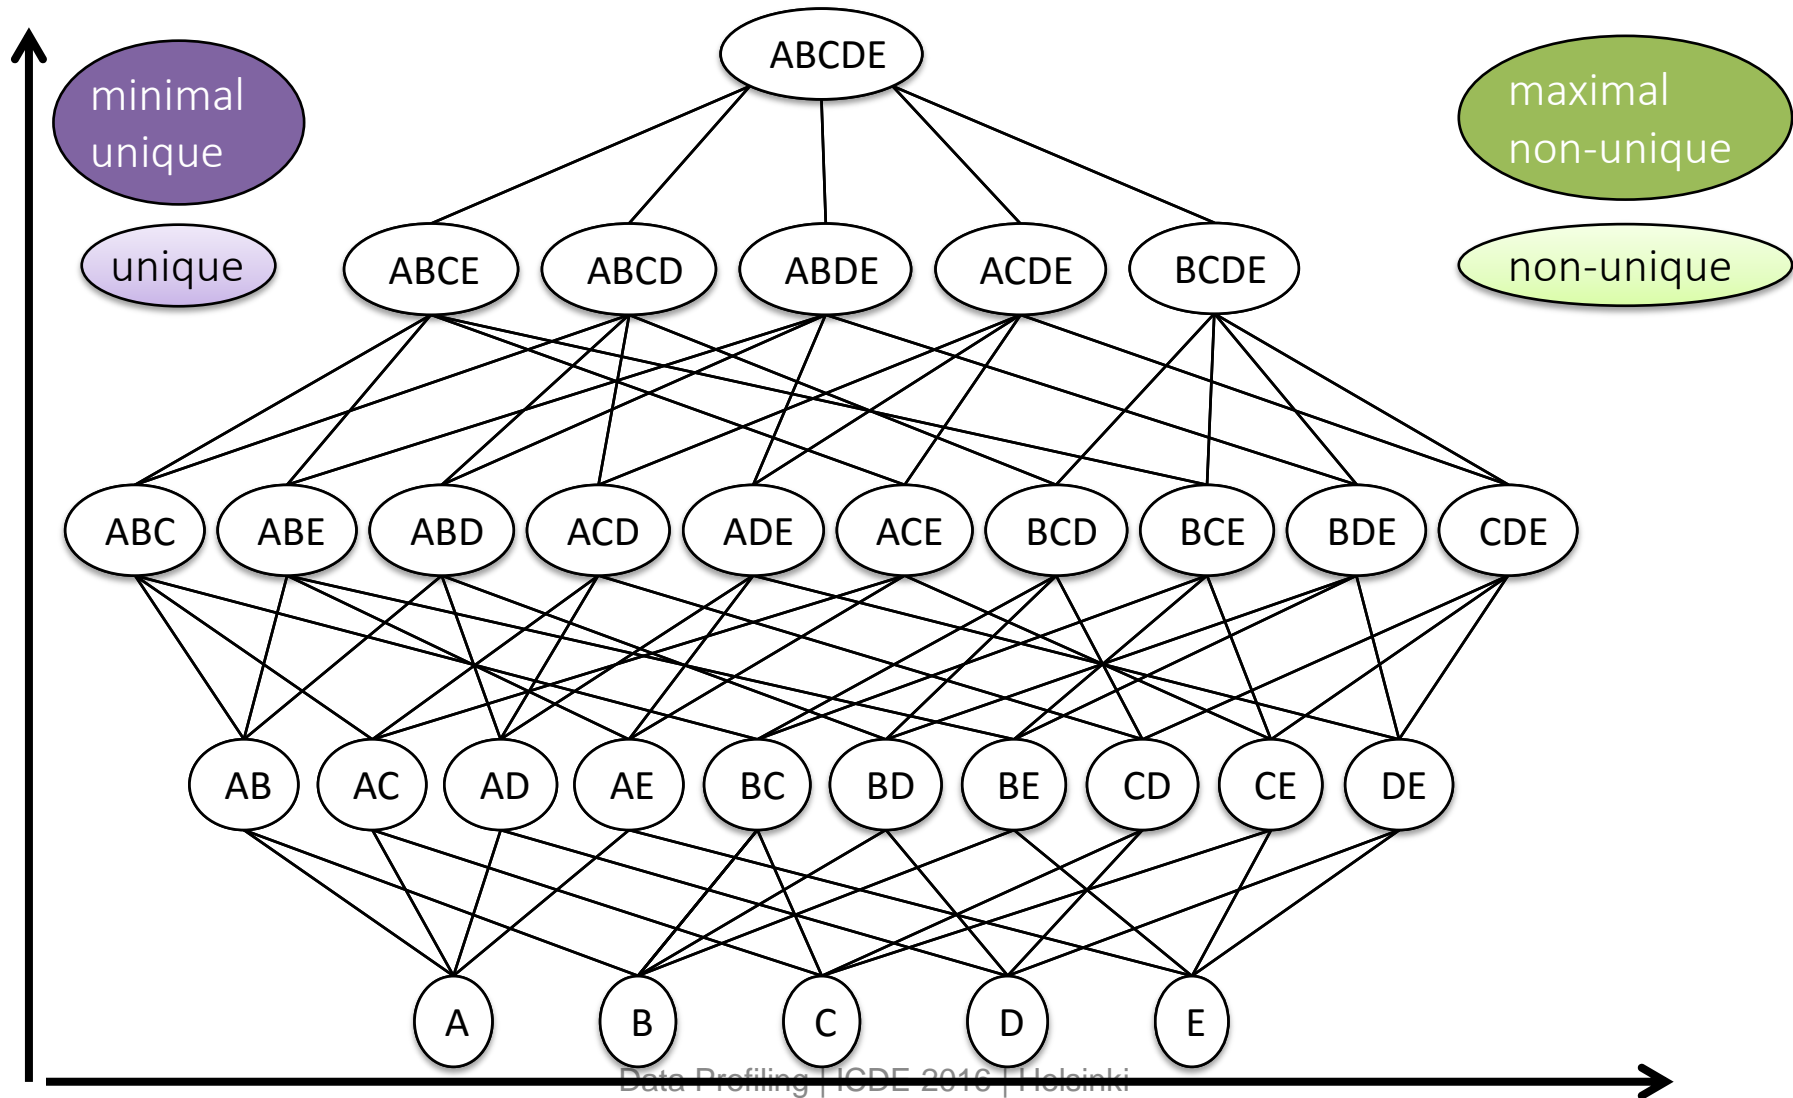 ABCDE
minimal
unique
maximal
non-unique
unique
ABCE ABCD ABDE ACDE BCDE
non-unique
ABC ABE ABD ACD ADE ACE BCD BCE BDE CDE
AB AC AD AE BC BD BE CD CE DE
A B C D E
Data Profiling | ICDE 2016 | Helsinki